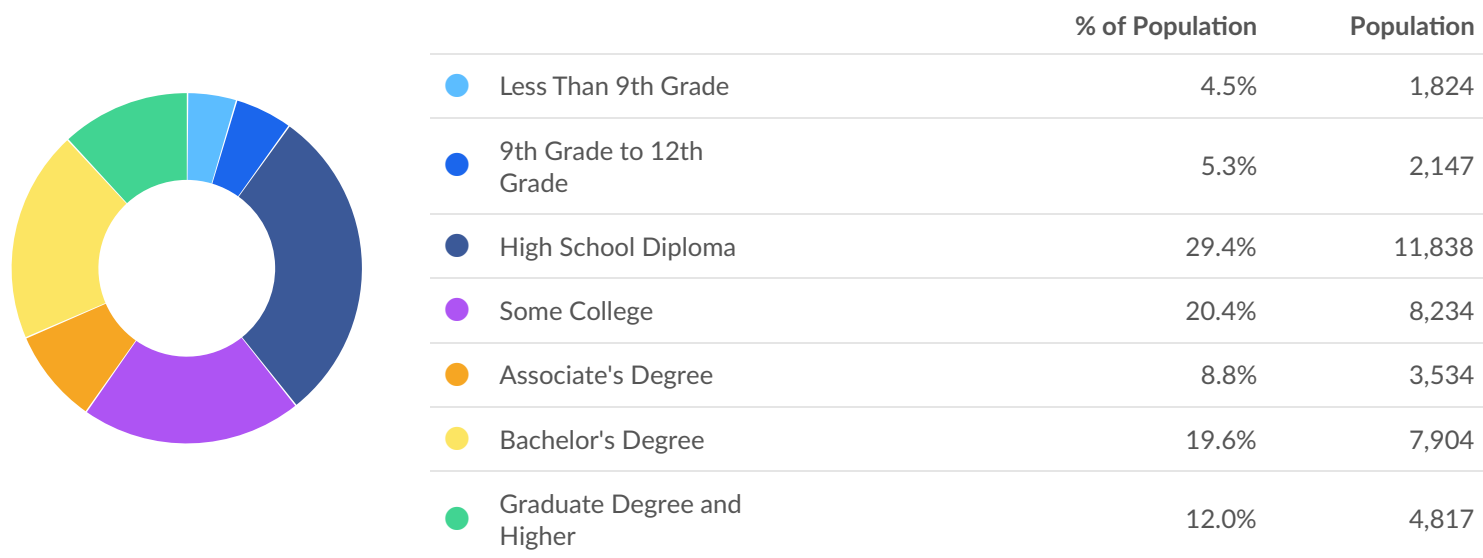 % of Population Population
Less Than 9th Grade 4.5% 1,824
9th Grade to 12th
Grade 5.3% 2,147
High School Diploma 29.4% 11,838
Some College 20.4% 8,234
Associate's Degree 8.8% 3,534
Bachelor's Degree 19.6% 7,904
Graduate Degree and
Higher 12.0% 4,817